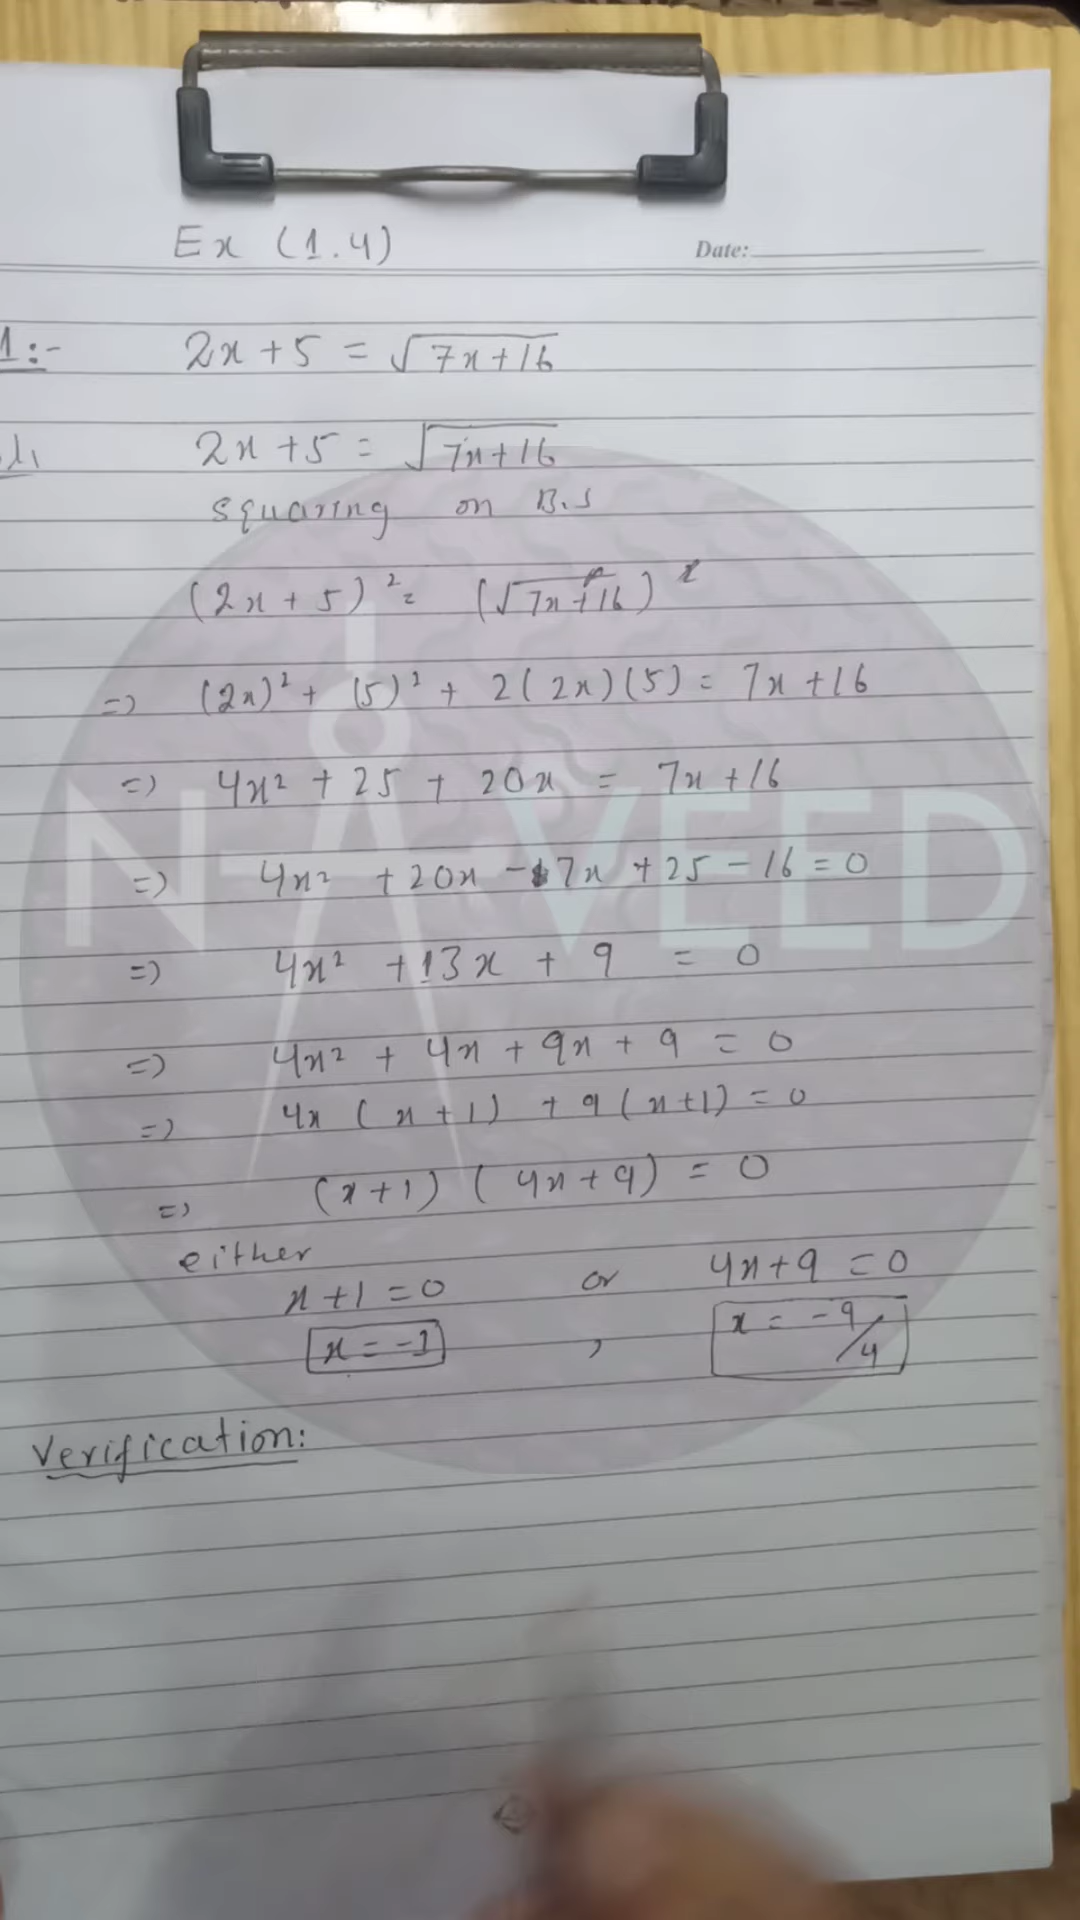 Ex (1.4)
Date:
1:- 2x + 5 = √7x+16
2x + 5 = √7x+16
squaring on B.S
(2x + 5)² = (√7x+16)²
=) (2x)² + (5)² + 2(2x)(5) = 7x+16
=) 4x² + 25 + 20x = 7x+16
=) 4x² + 20x - 7x + 25 - 16 = 0
=) 4x² + 13x + 9 = 0
=) 4x² + 4x + 9x + 9 = 0
=) 4x (x+1) + 9(x+1) = 0
=) (x+1) (4x+9) = 0
either
x+1=0 or 4x+9=0
x = -1 , x = -9/4
Verification:
NAVEED